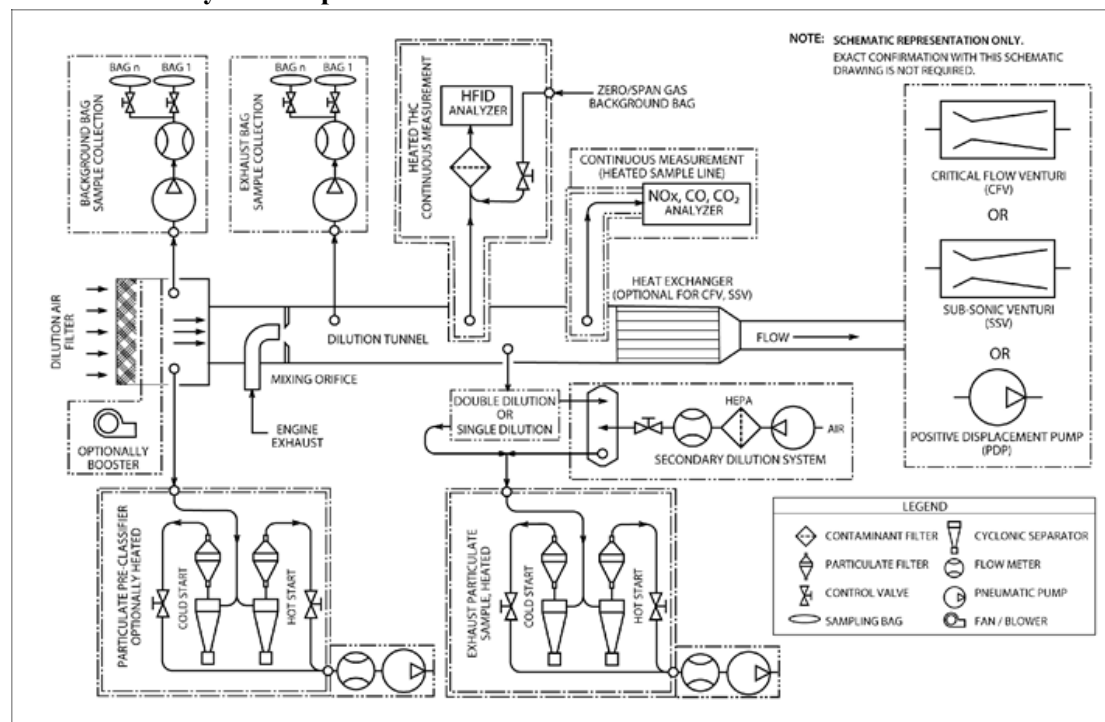 NOTE: SCHEMATIC REPRESENTATION ONLY.
EXACT CONFIRMATION WITH THIS SCHEMATIC
DRAWING IS NOT REQUIRED.
BAG n
BAG 1
BACKGROUND BAG
SAMPLE COLLECTION
BAG n
BAG 1
EXHAUST BAG
SAMPLE COLLECTION
HEATED THC
CONTINUOUS MEASUREMENT
HFID
ANALYZER
ZERO/SPAN GAS
BACKGROUND BAG
CONTINUOUS MEASUREMENT
(HEATED SAMPLE LINE)
NOx, CO, CO₂
ANALYZER
CRITICAL FLOW VENTURI
(CFV)
OR
SUB-SONIC VENTURI
(SSV)
OR
POSITIVE DISPLACEMENT PUMP
(PDP)
DILUTION AIR
FILTER
DILUTION TUNNEL
HEAT EXCHANGER
(OPTIONAL FOR CFV, SSV)
FLOW
MIXING ORIFICE
ENGINE
EXHAUST
OPTIONALLY
BOOSTER
DOUBLE DILUTION
OR
SINGLE DILUTION
HEPA
AIR
SECONDARY DILUTION SYSTEM
PARTICULATE PRE-CLASSIFIER
OPTIONALLY HEATED
COLD START
HOT START
EXHAUST PARTICULATE
SAMPLE, HEATED
COLD START
HOT START
LEGEND
CONTAMINANT FILTER
CYCLONIC SEPARATOR
PARTICULATE FILTER
FLOW METER
CONTROL VALVE
PNEUMATIC PUMP
SAMPLING BAG
FAN / BLOWER